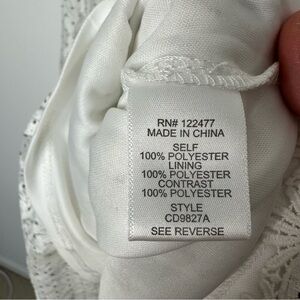 RN# 122477
MADE IN CHINA
SELF
100% POLYESTER
LINING
100% POLYESTER
CONTRAST
100% POLYESTER
STYLE
CD9827A
SEE REVERSE